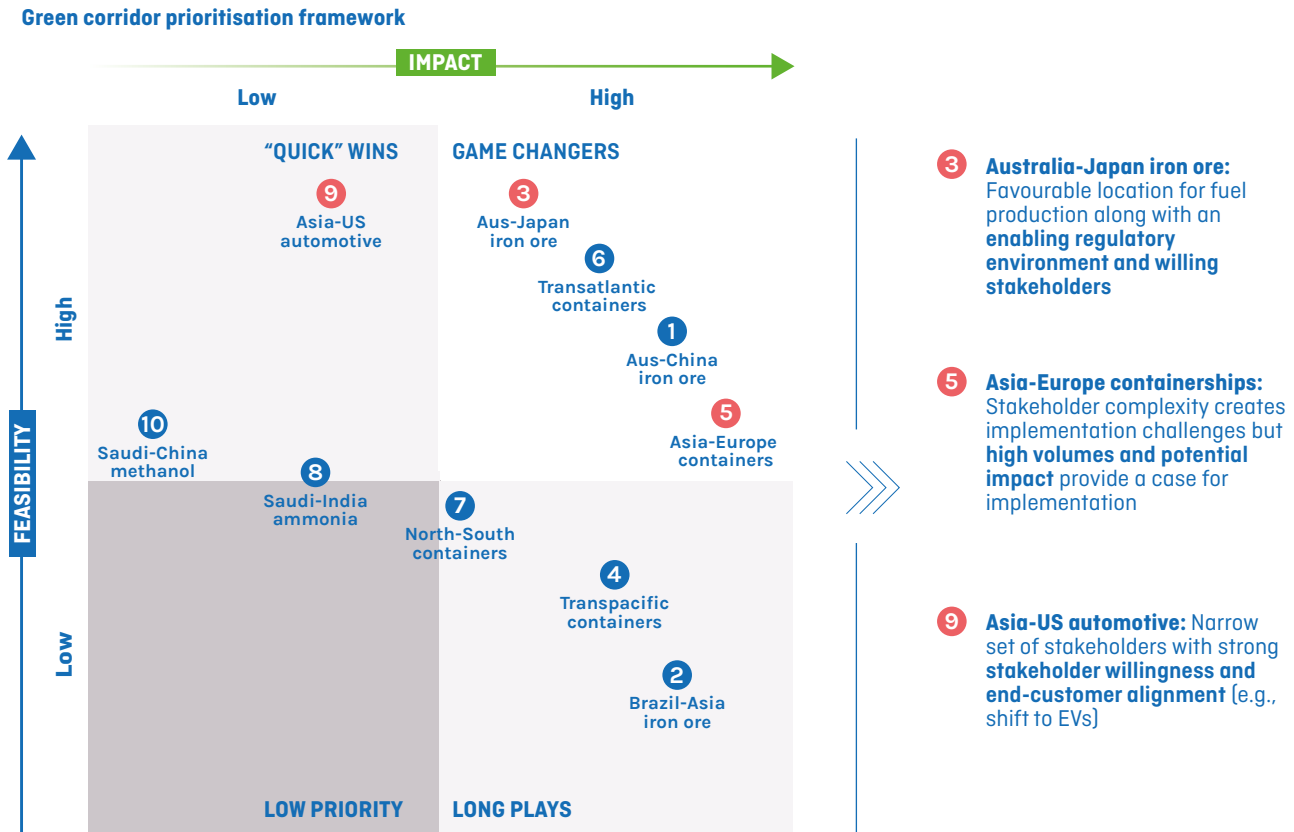 Green corridor prioritisation framework
IMPACT
Low
High
FEASIBILITY
High
Low
“QUICK” WINS
GAME CHANGERS
9
Asia-US
automotive
3
Aus-Japan
iron ore
6
Transatlantic
containers
1
Aus-China
iron ore
5
Asia-Europe
containers
10
Saudi-China
methanol
8
Saudi-India
ammonia
7
North-South
containers
4
Transpacific
containers
2
Brazil-Asia
iron ore
LOW PRIORITY
LONG PLAYS
3
Australia-Japan iron ore:
Favourable location for fuel
production along with an
enabling regulatory
environment and willing
stakeholders
5
Asia-Europe containerships:
Stakeholder complexity creates
implementation challenges but
high volumes and potential
impact provide a case for
implementation
9
Asia-US automotive: Narrow
set of stakeholders with strong
stakeholder willingness and
end-customer alignment (e.g.,
shift to EVs)